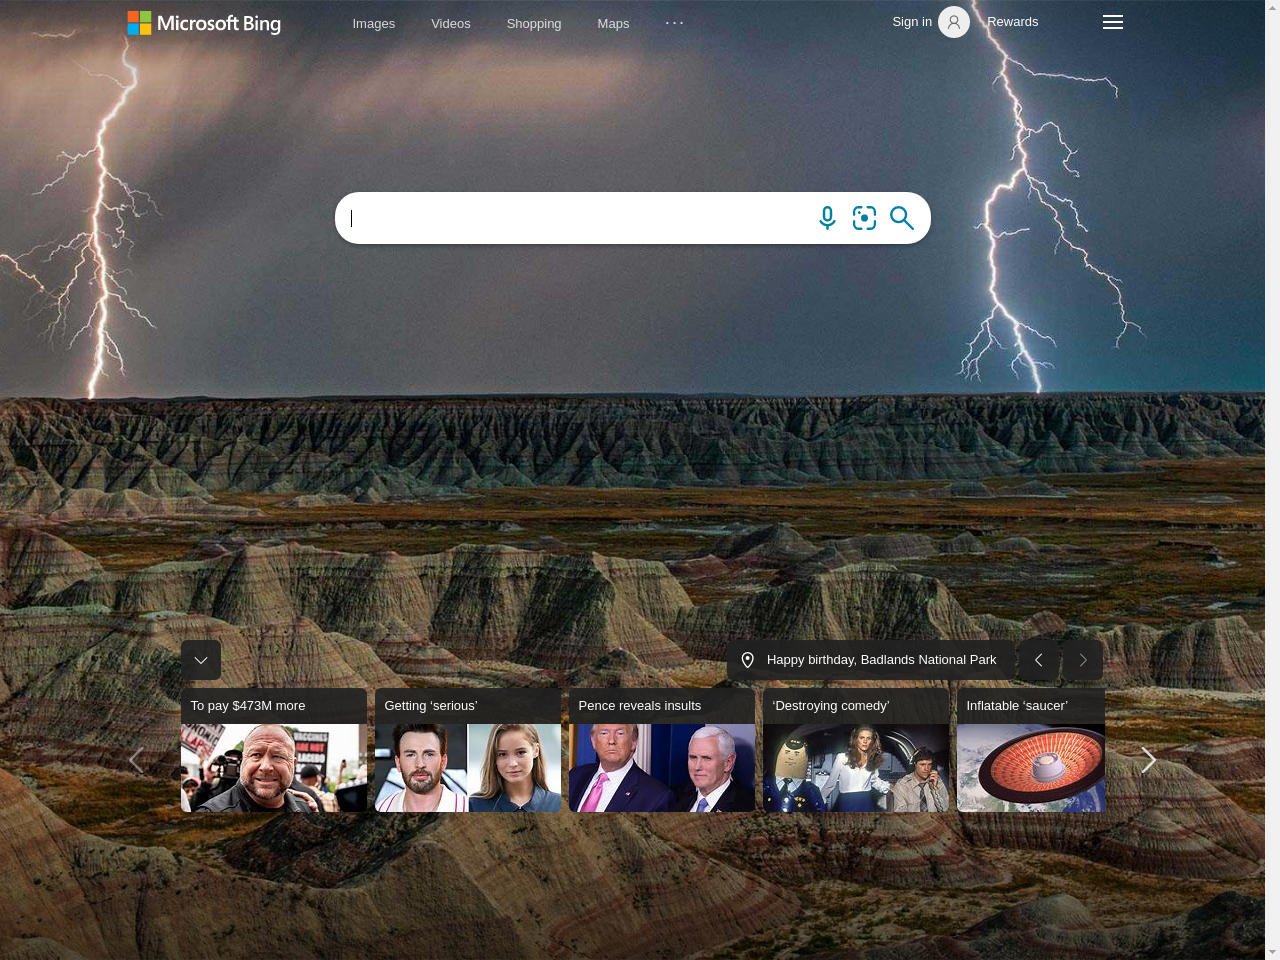 Microsoft Bing
Images
Videos
Shopping
Maps
Sign in
Rewards
Happy birthday, Badlands National Park
To pay $473M more
Getting ‘serious’
Pence reveals insults
‘Destroying comedy’
Inflatable ‘saucer’